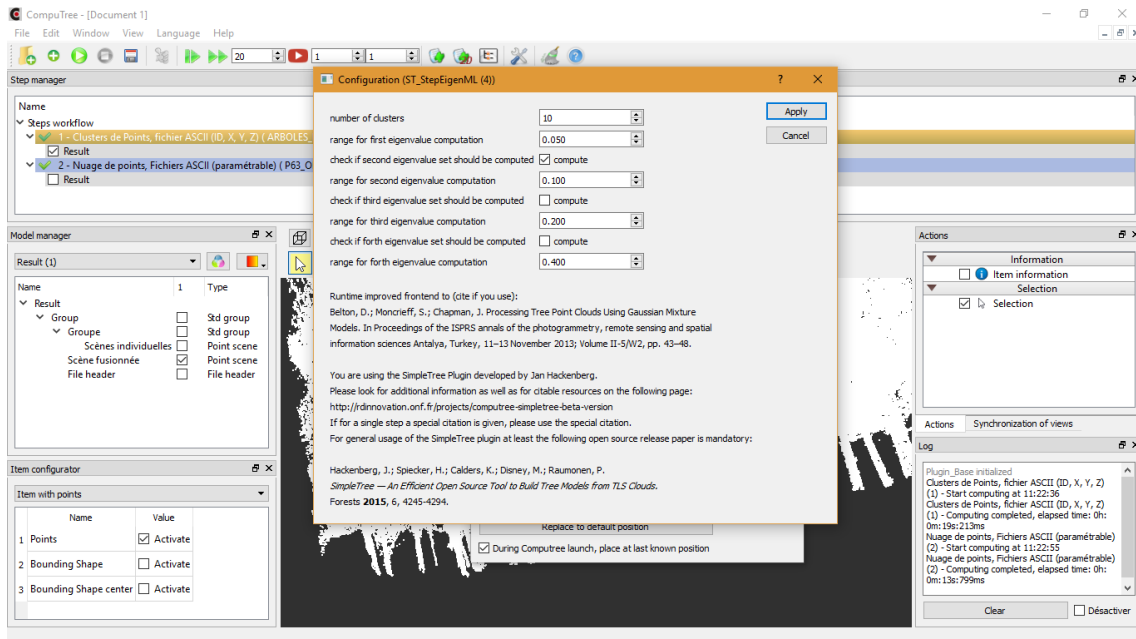 CompuTree - [Document 1]
File Edit Window View Language Help
20 1 1
Step manager
Name
Steps workflow
1 - Clusters de Points, fichier ASCII (ID, X, Y, Z) ( ARBOLES_
Result
2 - Nuage de points, Fichiers ASCII (paramétrable) ( P63_O
Result
Configuration (ST_StepEigenML (4))
? X
number of clusters 10
Apply
range for first eigenvalue computation 0.050
Cancel
check if second eigenvalue set should be computed compute
range for second eigenvalue computation 0.100
check if third eigenvalue set should be computed compute
range for third eigenvalue computation 0.200
check if forth eigenvalue set should be computed compute
range for forth eigenvalue computation 0.400
Runtime improved frontend to (cite if you use):
Belton, D.; Moncrieff, S.; Chapman, J. Processing Tree Point Clouds Using Gaussian Mixture
Models. In Proceedings of the ISPRS annals of the photogrammetry, remote sensing and spatial
information sciences Antalya, Turkey, 11–13 November 2013; Volume II-5/W2, pp. 43–48.
You are using the SimpleTree Plugin developed by Jan Hackenberg.
Please look for additional information as well as for citable resources on the following page:
http://rdinnovation.onf.fr/projects/computree-simpletree-beta-version
If for a single step a special citation is given, please use the special citation.
For general usage of the SimpleTree plugin at least the following open source release paper is mandatory:
Hackenberg, J.; Spiecker, H.; Calders, K.; Disney, M.; Raumonen, P.
SimpleTree — An Efficient Open Source Tool to Build Tree Models from TLS Clouds.
Forests 2015, 6, 4245-4294.
Replace to default position
During Computree launch, place at last known position
Model manager
Result (1)
Name 1 Type
Result
Group Std group
Groupe Std group
Scènes individuelles Point scene
Scène fusionnée Point scene
File header File header
Item configurator
Item with points
Name Value
1 Points Activate
2 Bounding Shape Activate
3 Bounding Shape center Activate
Actions
Information
Item information
Selection
Selection
Actions Synchronization of views
Log
Plugin_Base initialized
Clusters de Points, fichier ASCII (ID, X, Y, Z)
(1) - Start computing at 11:22:36
Clusters de Points, fichier ASCII (ID, X, Y, Z)
(1) - Computing completed, elapsed time: 0h:
0m:19s:213ms
Nuage de points, Fichiers ASCII (paramétrable)
(2) - Start computing at 11:22:55
Nuage de points, Fichiers ASCII (paramétrable)
(2) - Computing completed, elapsed time: 0h:
0m:13s:799ms
Clear Désactiver